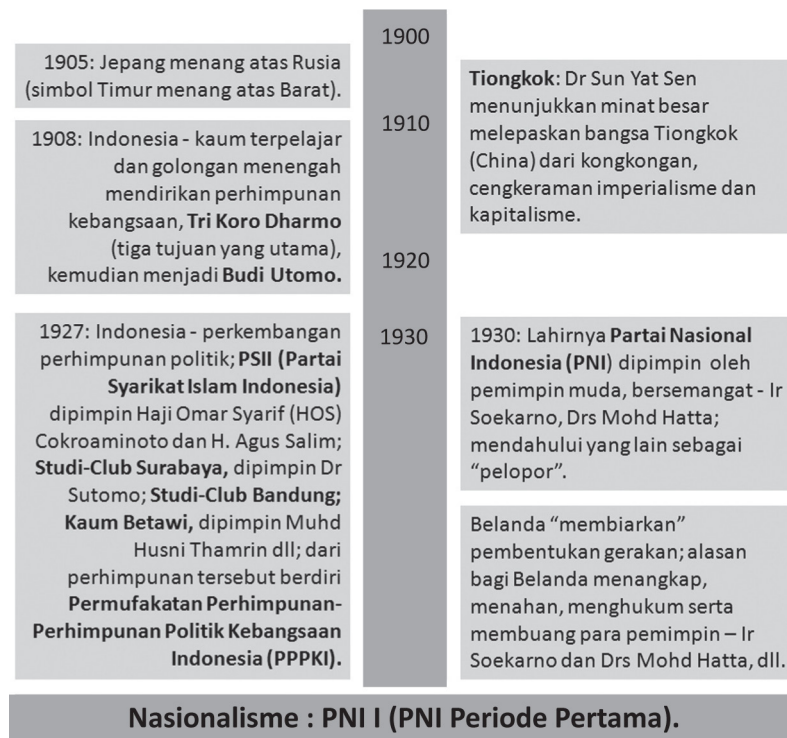 1900
1905: Jepang menang atas Rusia
(simbol Timur menang atas Barat).
Tiongkok: Dr Sun Yat Sen
menunjukkan minat besar
melepaskan bangsa Tiongkok
(China) dari kongkongan,
cengkeraman imperialisme dan
kapitalisme.
1910
1908: Indonesia - kaum terpelajar
dan golongan menengah
mendirikan perhimpunan
kebangsaan, Tri Koro Dharmo
(tiga tujuan yang utama),
kemudian menjadi Budi Utomo.
1920
1930
1927: Indonesia - perkembangan
perhimpunan politik; PSII (Partai
Syarikat Islam Indonesia)
dipimpin Haji Omar Syarif (HOS)
Cokroaminoto dan H. Agus Salim;
Studi-Club Surabaya, dipimpin Dr
Sutomo; Studi-Club Bandung;
Kaum Betawi, dipimpin Muhd
Husni Thamrin dll; dari
perhimpunan tersebut berdiri
Permufakatan Perhimpunan-
Perhimpunan Politik Kebangsaan
Indonesia (PPPKI).
1930: Lahirnya Partai Nasional
Indonesia (PNI) dipimpin oleh
pemimpin muda, bersemangat - Ir
Soekarno, Drs Mohd Hatta;
mendahului yang lain sebagai
“pelopor”.
Belanda “membiarkan”
pembentukan gerakan; alasan
bagi Belanda menangkap,
menahan, menghukum serta
membuang para pemimpin – Ir
Soekarno dan Drs Mohd Hatta, dll.
Nasionalisme : PNI I (PNI Periode Pertama).